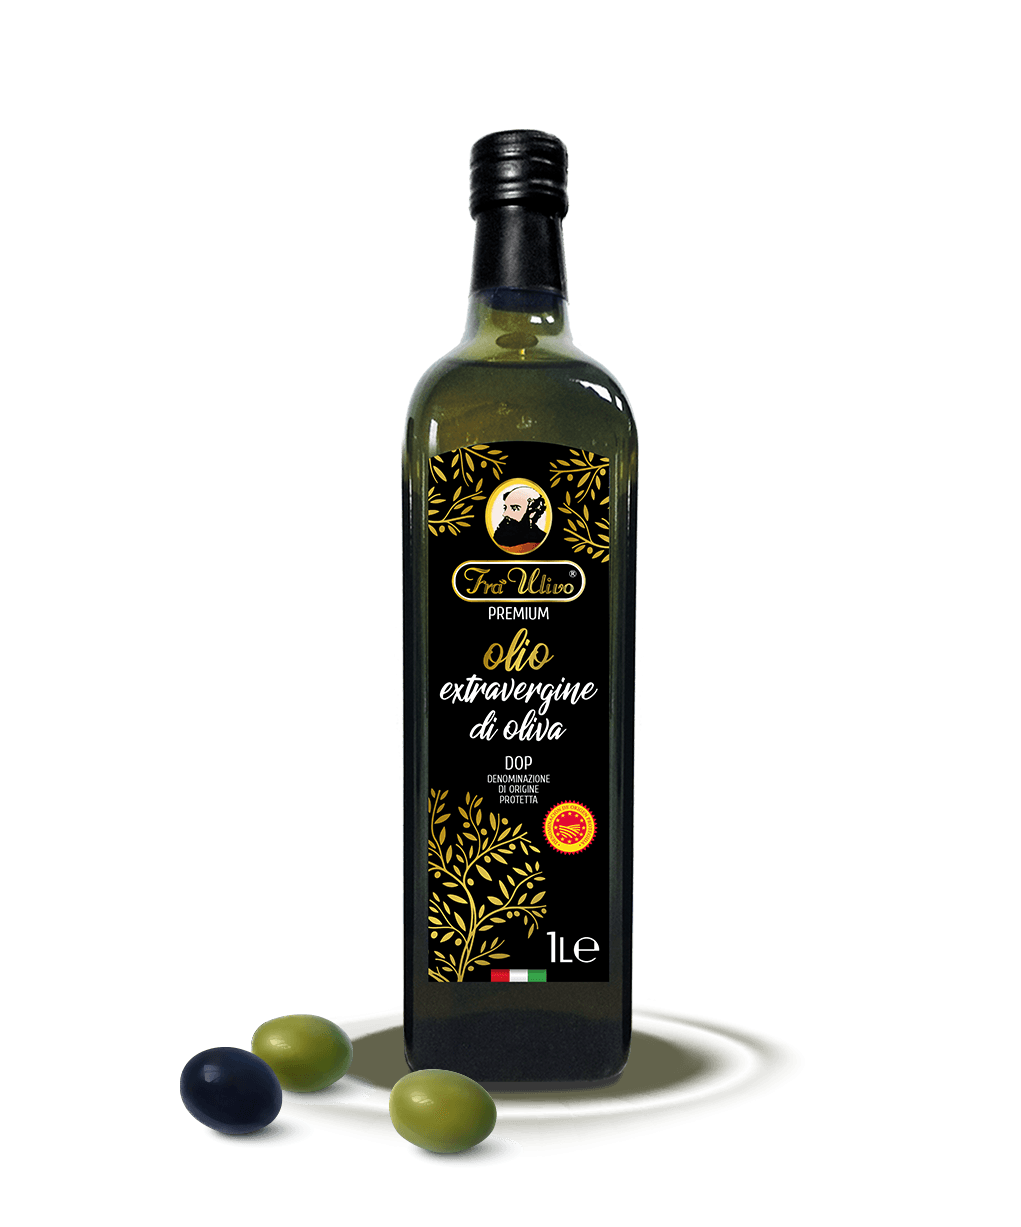 Fra' Ulivo®
PREMIUM
olio
extravergine
di oliva
DOP
DENOMINAZIONE
DI ORIGINE
PROTETTA
1L℮